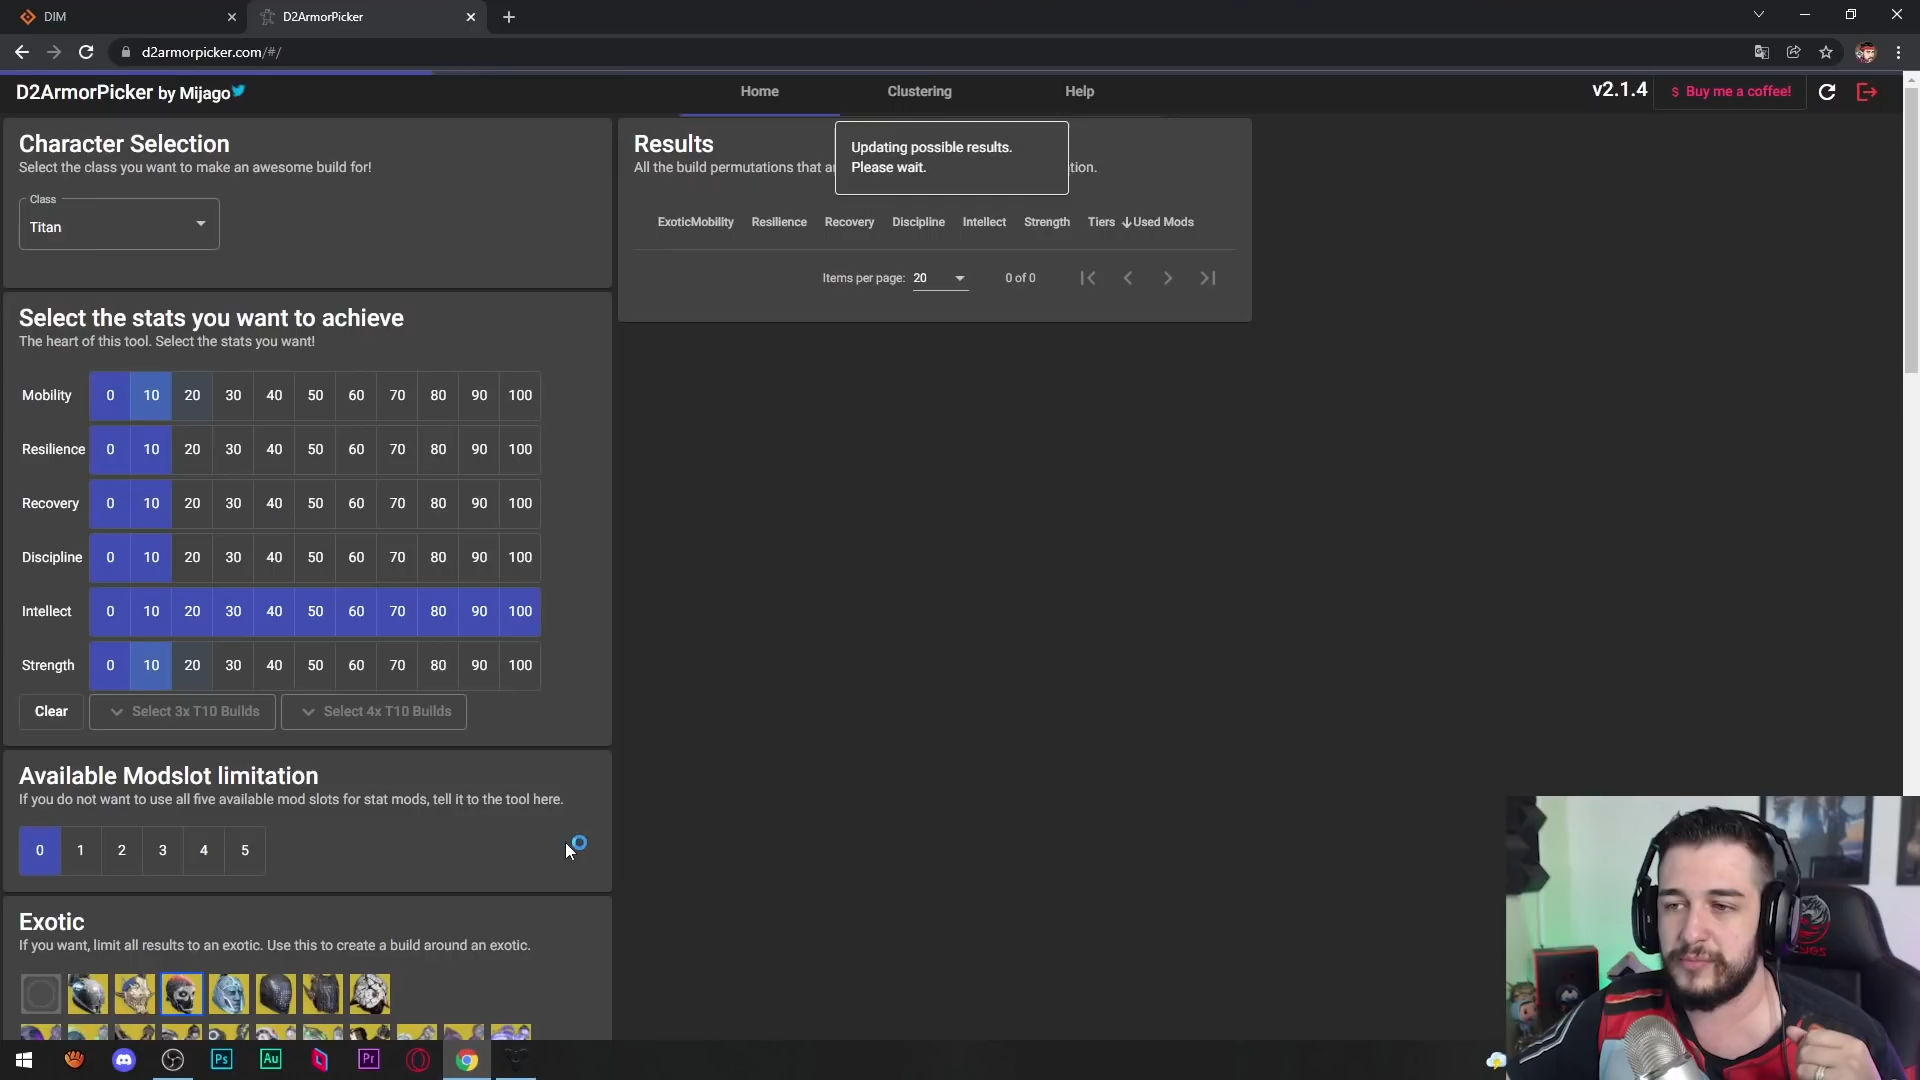 DIM
D2ArmorPicker
d2armorpicker.com/#/
D2ArmorPicker by Mijago
Home
Clustering
Help
v2.1.4
$ Buy me a coffee!
Character Selection
Select the class you want to make an awesome build for!
Class
Titan
Results
All the build permutations that
tion.
Updating possible results.
Please wait.
Exotic Mobility Resilience Recovery Discipline Intellect Strength Tiers Used Mods
Items per page: 20 0 of 0
Select the stats you want to achieve
The heart of this tool. Select the stats you want!
Mobility 0 10 20 30 40 50 60 70 80 90 100
Resilience 0 10 20 30 40 50 60 70 80 90 100
Recovery 0 10 20 30 40 50 60 70 80 90 100
Discipline 0 10 20 30 40 50 60 70 80 90 100
Intellect 0 10 20 30 40 50 60 70 80 90 100
Strength 0 10 20 30 40 50 60 70 80 90 100
Clear
Select 3x T10 Builds
Select 4x T10 Builds
Available Modslot limitation
If you do not want to use all five available mod slots for stat mods, tell it to the tool here.
0 1 2 3 4 5
Exotic
If you want, limit all results to an exotic. Use this to create a build around an exotic.
Ps
Au
Pr